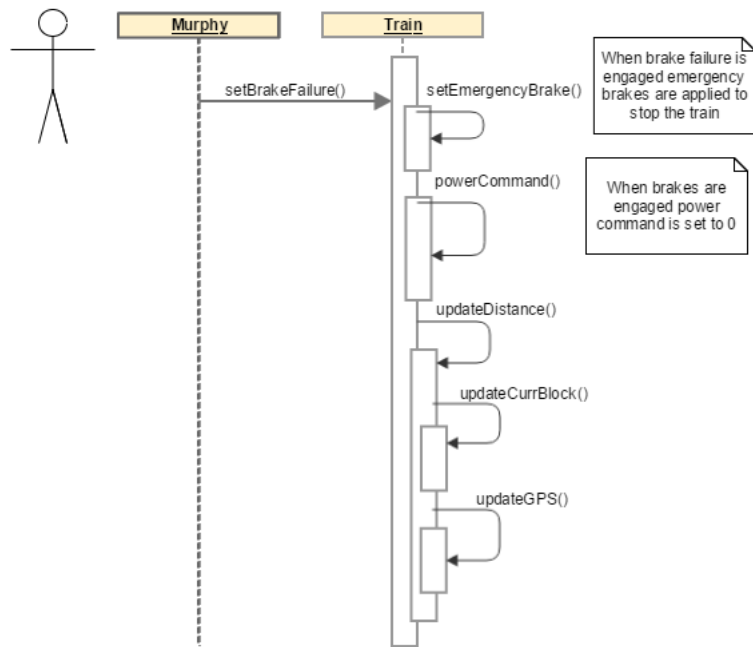 Murphy
Train
setBrakeFailure()
setEmergencyBrake()
When brake failure is
engaged emergency
brakes are applied to
stop the train
powerCommand()
When brakes are
engaged power
command is set to 0
updateDistance()
updateCurrBlock()
updateGPS()